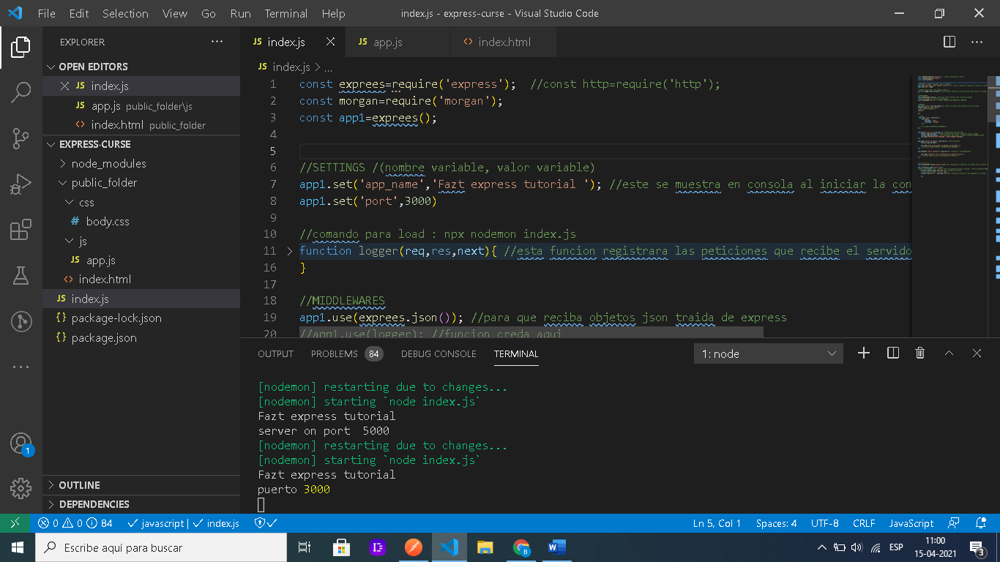 File Edit Selection View Go Run Terminal Help
index.js - express-curse - Visual Studio Code
EXPLORER
OPEN EDITORS
JS index.js
JS app.js public_folder\js
<> index.html public_folder
EXPRESS-CURSE
node_modules
public_folder
css
# body.css
js
JS app.js
<> index.html
JS index.js
{} package-lock.json
{} package.json
OUTLINE
DEPENDENCIES
JS index.js
JS app.js
<> index.html
JS index.js > ...
1 const exprees=require('express');  //const http=require('http');
2 const morgan=require('morgan');
3 const app1=exprees();
4
5
6 //SETTINGS /(nombre variable, valor variable)
7 app1.set('app_name','Fazt express tutorial '); //este se muestra en consola al iniciar la con
8 app1.set('port',3000)
9
10 //comando para load : npx nodemon index.js
11 function logger(req,res,next){ //esta funcion registrara las peticiones que recibe el servido
16 }
17
18 //MIDDLEWARES
19 app1.use(exprees.json()); //para que reciba objetos json traida de express
20 //app1.use(logger); //funcion creda aqui
OUTPUT PROBLEMS 84 DEBUG CONSOLE TERMINAL
1: node
[nodemon] restarting due to changes...
[nodemon] starting `node index.js`
Fazt express tutorial
server on port  5000
[nodemon] restarting due to changes...
[nodemon] starting `node index.js`
Fazt express tutorial
puerto 3000
1
0 0 84 javascript | index.js
Ln 5, Col 1 Spaces: 4 UTF-8 CRLF JavaScript
Escribe aquí para buscar
ESP
11:00
15-04-2021
3